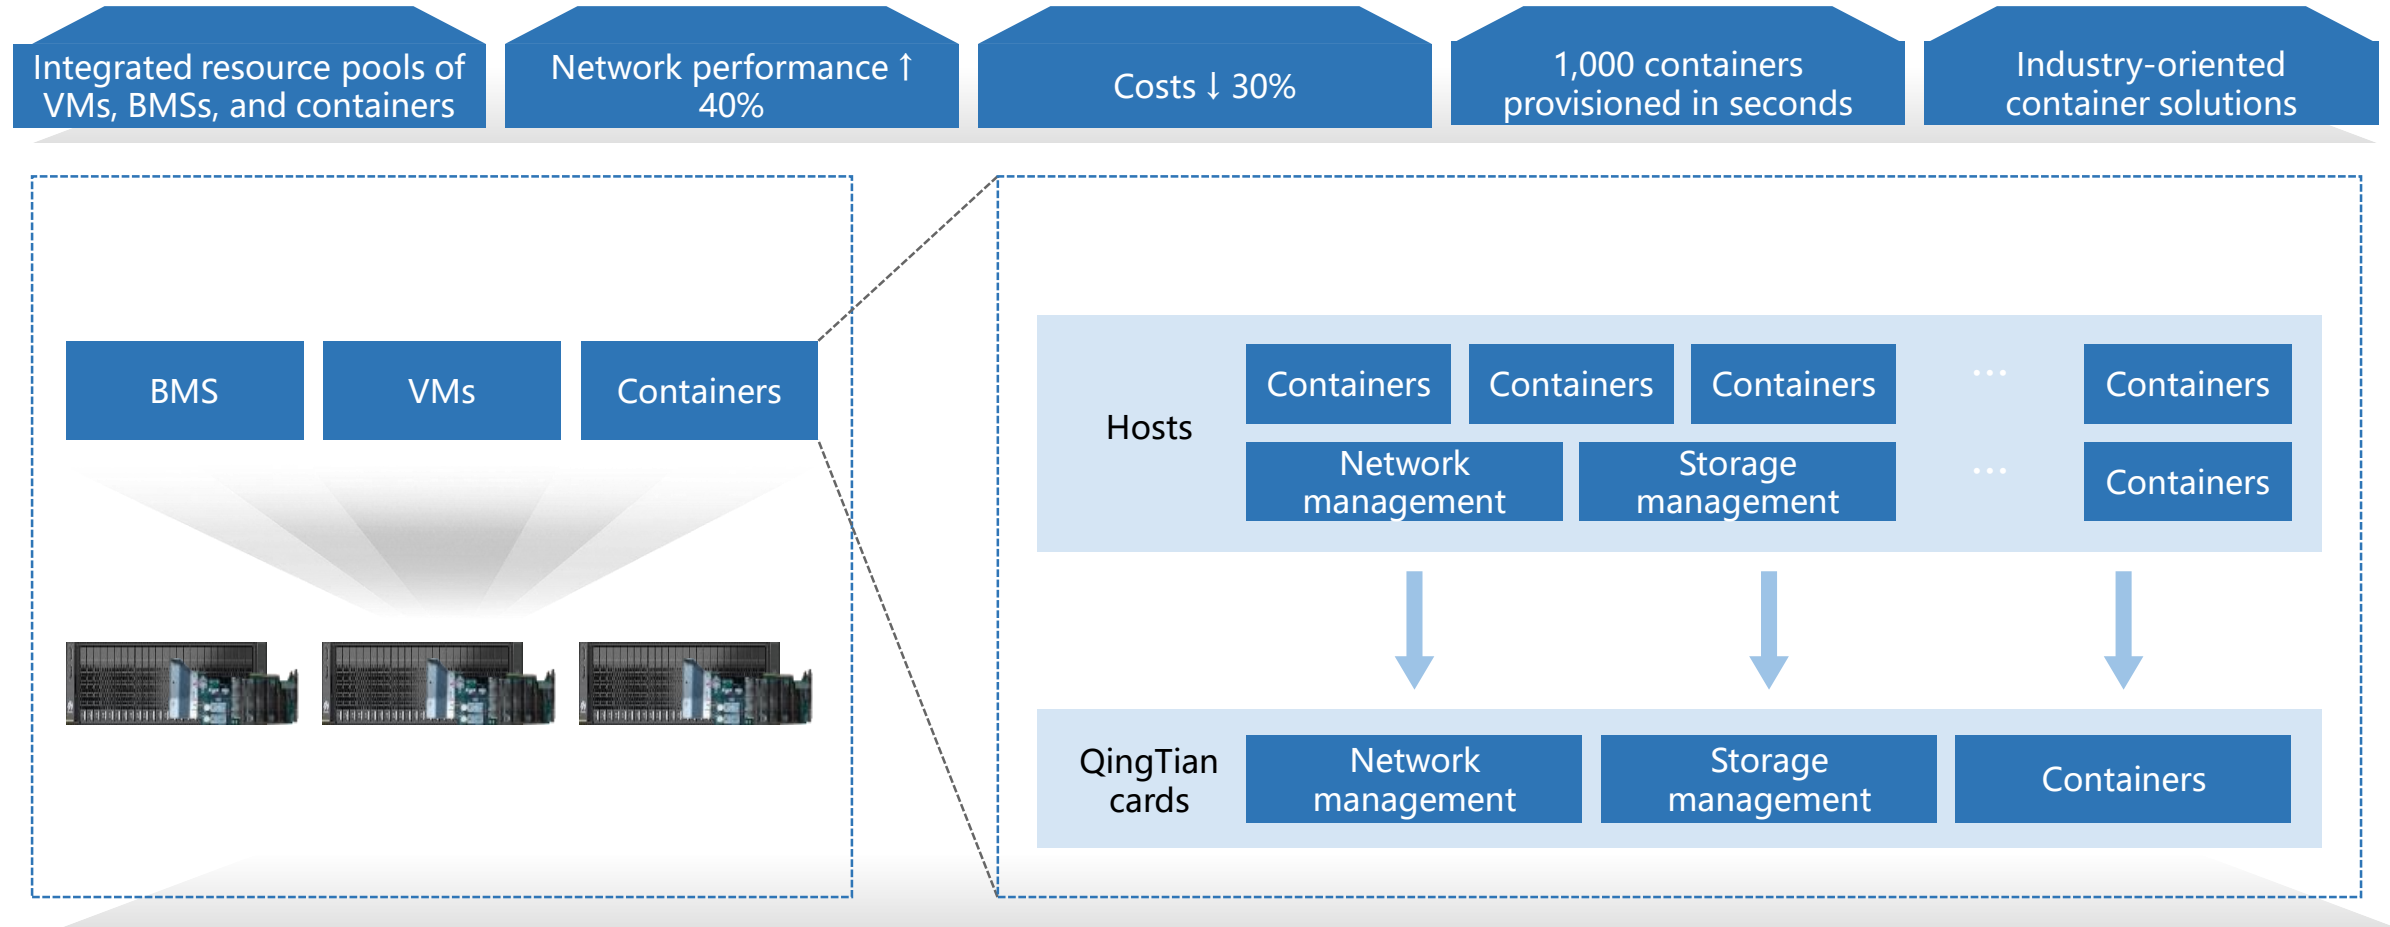 Integrated resource pools of
VMs, BMSs, and containers
Network performance ↑
40%
Costs ↓ 30%
1,000 containers
provisioned in seconds
Industry-oriented
container solutions
BMS
VMs
Containers
Hosts
Containers
Containers
Containers
...
Containers
Network
management
Storage
management
...
Containers
QingTian
cards
Network
management
Storage
management
Containers